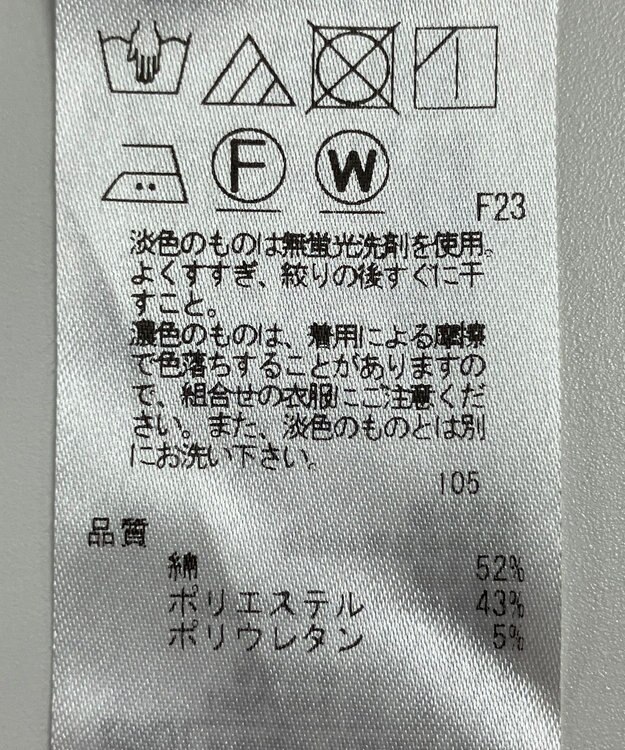 F W
F23
淡色のものは無蛍光洗剤を使用。
よくすすぎ、絞りの後すぐに干
すこと。
濃色のものは、着用による摩擦
で色落ちすることがありますの
で、組合せの衣服にご注意くだ
さい。また、淡色のものとは別
にお洗い下さい。
105
品質
綿 52%
ポリエステル 43%
ポリウレタン 5%